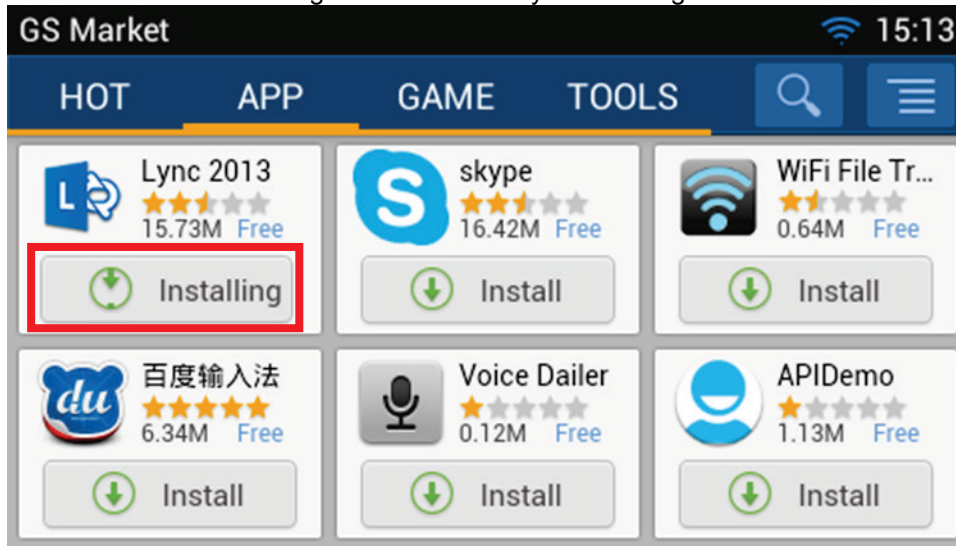 GS Market 15:13
HOT APP GAME TOOLS
Lync 2013
15.73M Free
Installing
skype
16.42M Free
Install
WiFi File Tr...
0.64M Free
Install
百度输入法
6.34M Free
Install
Voice Dailer
0.12M Free
Install
APIDemo
1.13M Free
Install